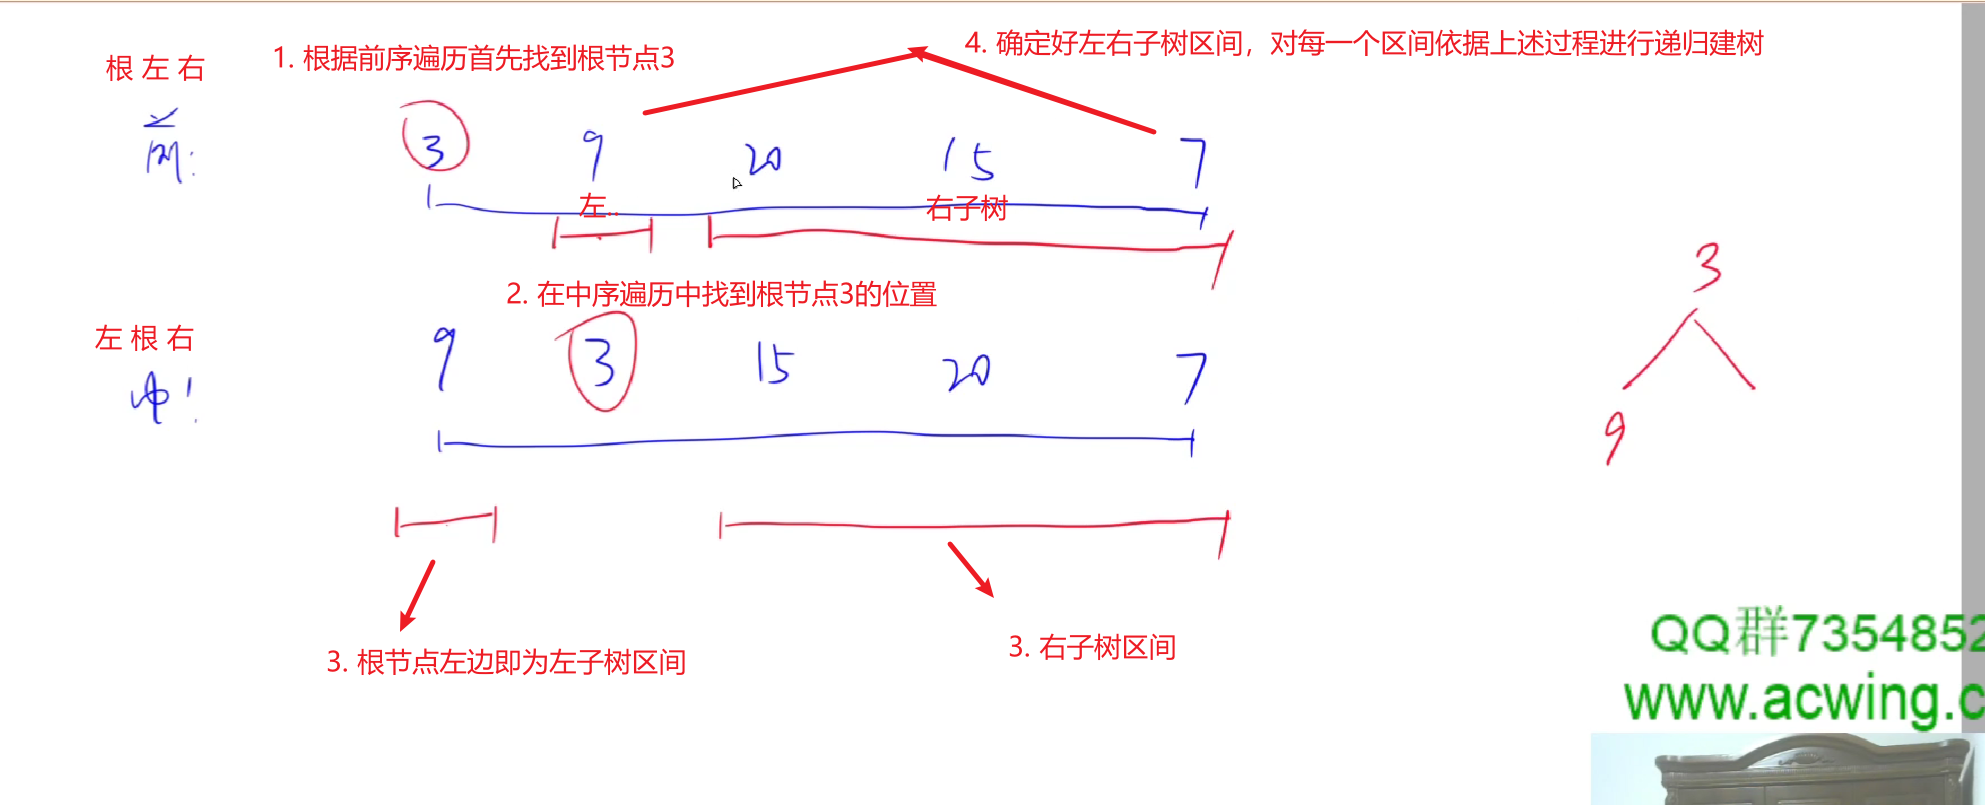 1. 根据前序遍历首先找到根节点3
4. 确定好左右子树区间，对每一个区间依据上述过程进行递归建树
根 左 右
前:
3 9 20 15 7
左..
右子树
2. 在中序遍历中找到根节点3的位置
左 根 右
中:
9 3 15 20 7
3
9
3. 根节点左边即为左子树区间
3. 右子树区间
QQ群7354852
www.acwing.c